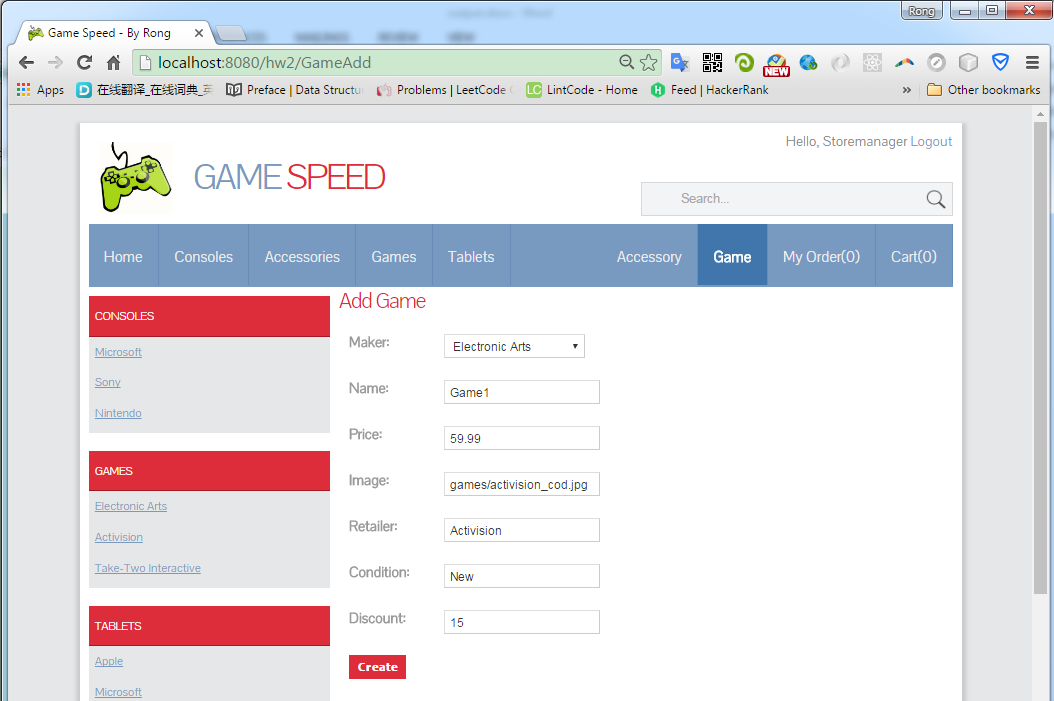 Rong
Game Speed - By Rong
localhost:8080/hw2/GameAdd
NEW
Apps
在线翻译_在线词典_
Preface | Data Structu
Problems | LeetCode
LC LintCode - Home
Feed | HackerRank
» Other bookmarks
Hello, Storemanager Logout
GAME SPEED
Search...
Home Consoles Accessories Games Tablets Accessory Game My Order(0) Cart(0)
CONSOLES
Microsoft
Sony
Nintendo
GAMES
Electronic Arts
Activision
Take-Two Interactive
TABLETS
Apple
Microsoft
Add Game
Maker: Electronic Arts
Name: Game1
Price: 59.99
Image: games/activision_cod.jpg
Retailer: Activision
Condition: New
Discount: 15
Create